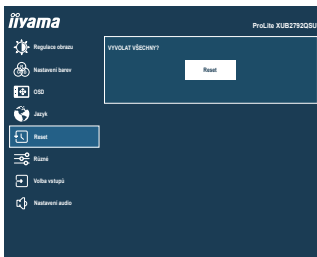 iiyama
ProLite XUB2792QSU
Regulace obrazu
VYVOLAT VŠECHNY?
Reset
Nastavení barev
OSD
Jazyk
Reset
Různé
Volba vstupů
Nastavení audio